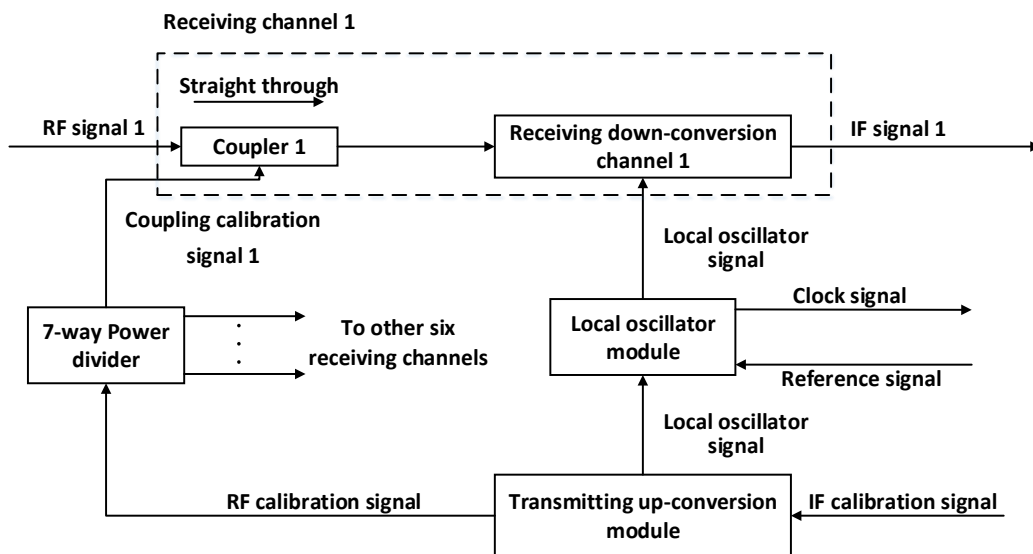 Receiving channel 1
Straight through
RF signal 1
Coupler 1
Receiving down-conversion
channel 1
IF signal 1
Coupling calibration
signal 1
Local oscillator
signal
7-way Power
divider
To other six
receiving channels
Local oscillator
module
Clock signal
Reference signal
Local oscillator
signal
RF calibration signal
Transmitting up-conversion
module
IF calibration signal